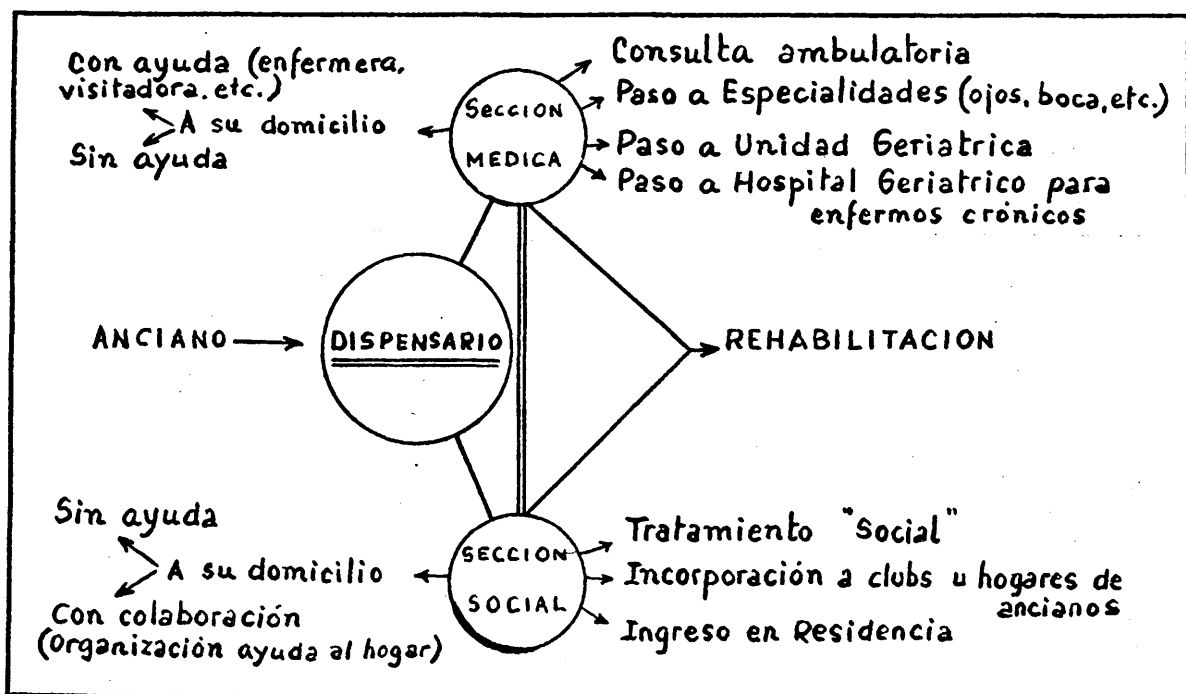 Con ayuda (enfermera,
visitadora. etc.)
A su domicilio
Sin ayuda
SECCION
MEDICA
Consulta ambulatoria
Paso a Especialidades (ojos. boca, etc.)
Paso a Unidad Geriatrica
Paso a Hospital Geriatrico para
enfermos crónicos
ANCIANO
DISPENSARIO
REHABILITACION
Sin ayuda
A su domicilio
Con colaboración
(Organización ayuda al hogar)
SECCION
SOCIAL
Tratamiento "Social"
Incorporación a clubs u hogares de
ancianos
Ingreso en Residencia